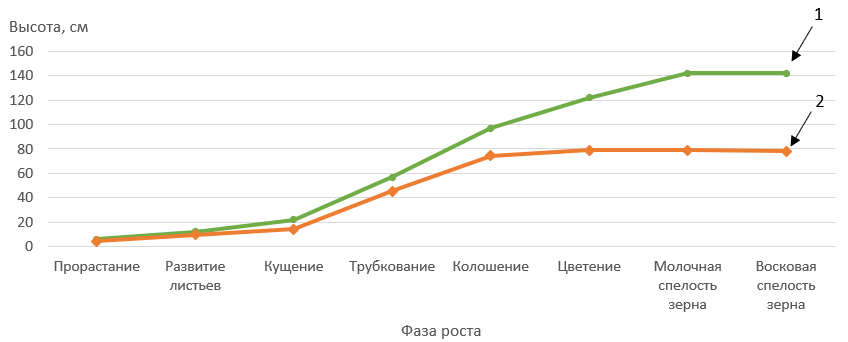 Высота, см
1
160
140
120
2
100
80
60
40
20
0
Прорастание Развитие Кущение Трубкование Колошение Цветение Молочная Восковая
листьев спелость спелость
зерна зерна
Фаза роста